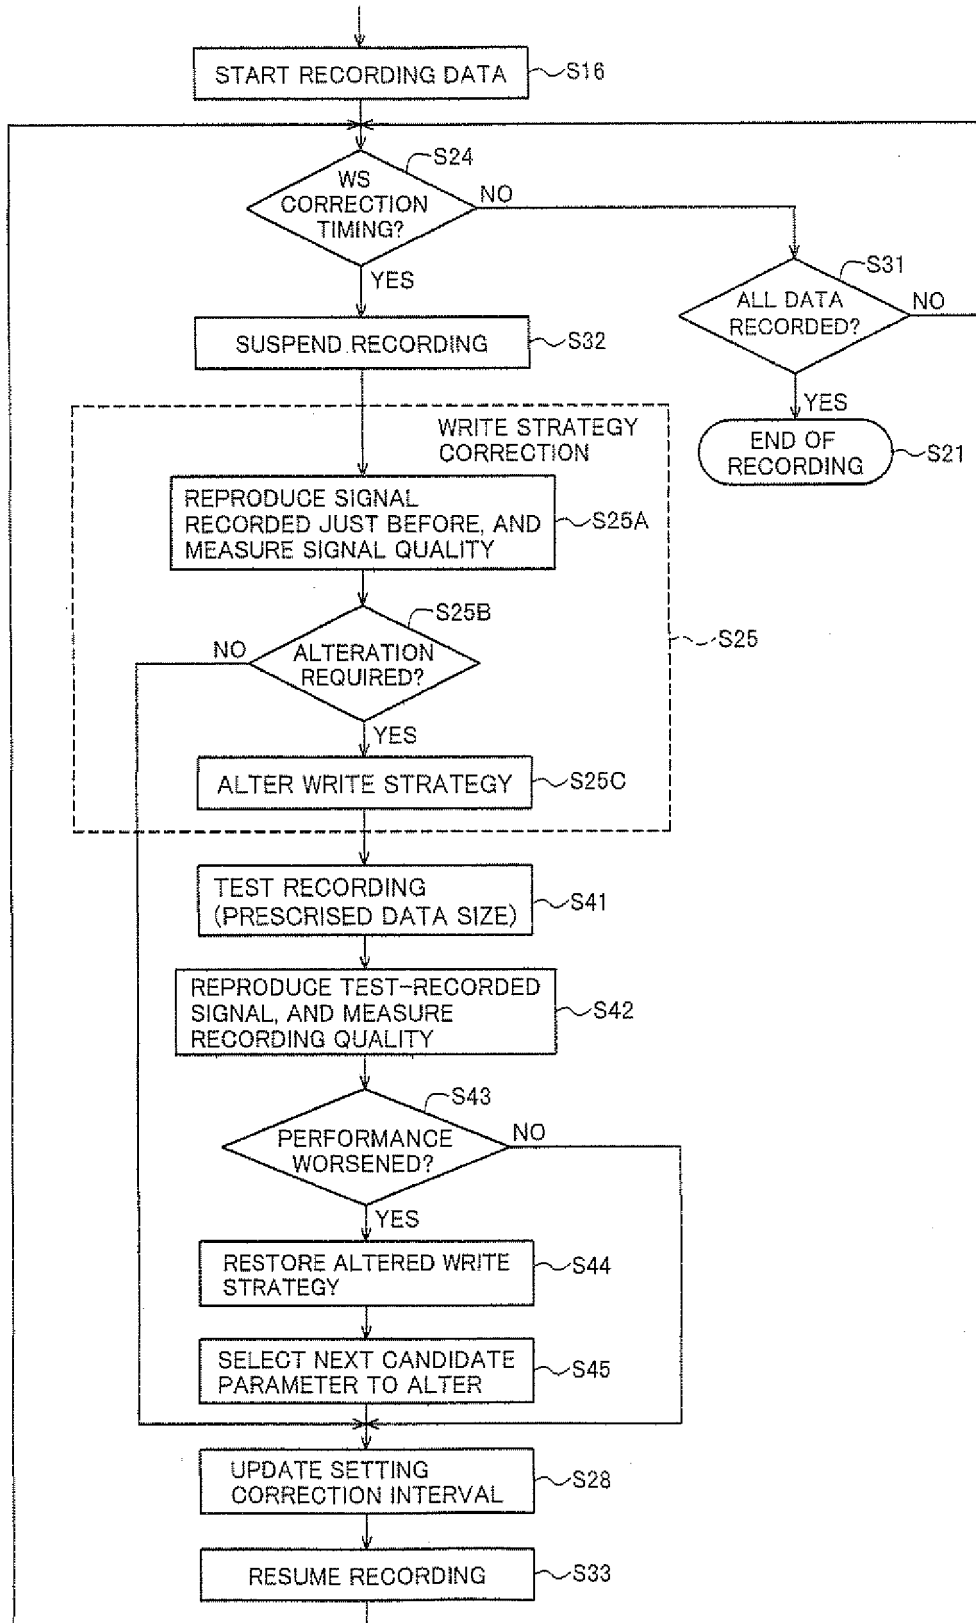 START RECORDING DATA
S16
S24
WS
CORRECTION
TIMING?
NO
YES
S31
ALL DATA
RECORDED?
NO
YES
SUSPEND RECORDING
S32
END OF
RECORDING
S21
WRITE STRATEGY
CORRECTION
REPRODUCE SIGNAL
RECORDED JUST BEFORE, AND
MEASURE SIGNAL QUALITY
S25A
S25B
NO
ALTERATION
REQUIRED?
S25
YES
ALTER WRITE STRATEGY
S25C
TEST RECORDING
(PRESCRISED DATA SIZE)
S41
REPRODUCE TEST-RECORDED
SIGNAL, AND MEASURE
RECORDING QUALITY
S42
S43
PERFORMANCE
WORSENED?
NO
YES
RESTORE ALTERED WRITE
STRATEGY
S44
SELECT NEXT CANDIDATE
PARAMETER TO ALTER
S45
UPDATE SETTING
CORRECTION INTERVAL
S28
RESUME RECORDING
S33